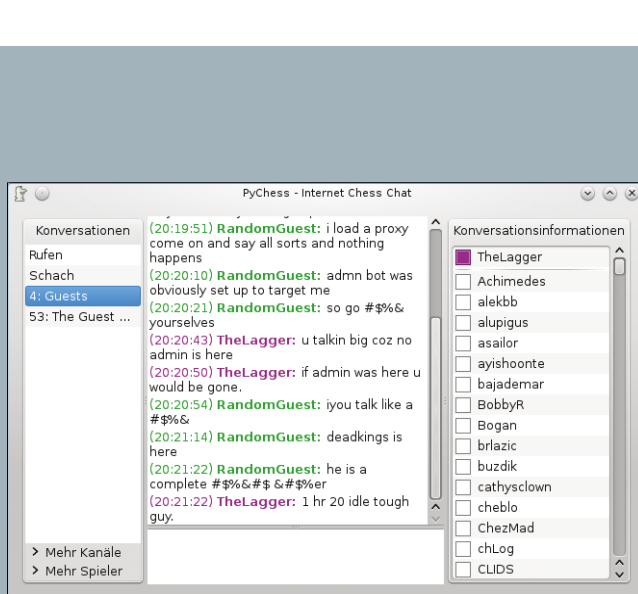 PyChess - Internet Chess Chat
Konversationen
Rufen
Schach
4: Guests
53: The Guest ...
Mehr Kanäle
Mehr Spieler
(20:19:51) RandomGuest: i load a proxy
come on and say all sorts and nothing
happens
(20:20:10) RandomGuest: admn bot was
obviously set up to target me
(20:20:21) RandomGuest: so go #$%&
yourselves
(20:20:43) TheLagger: u talkin big coz no
admin is here
(20:20:50) TheLagger: if admin was here u
would be gone.
(20:20:54) RandomGuest: iyou talk like a
#$%&
(20:21:14) RandomGuest: deadkings is
here
(20:21:22) RandomGuest: he is a
complete #$%&#$ &#$%er
(20:21:22) TheLagger: 1 hr 20 idle tough
guy.
Konversationsinformationen
TheLagger
Achimedes
alekbb
alupigus
asailor
ayishoonte
bajademar
BobbyR
Bogan
brlazic
buzdik
cathysclown
cheblo
ChezMad
chLog
CLIDS